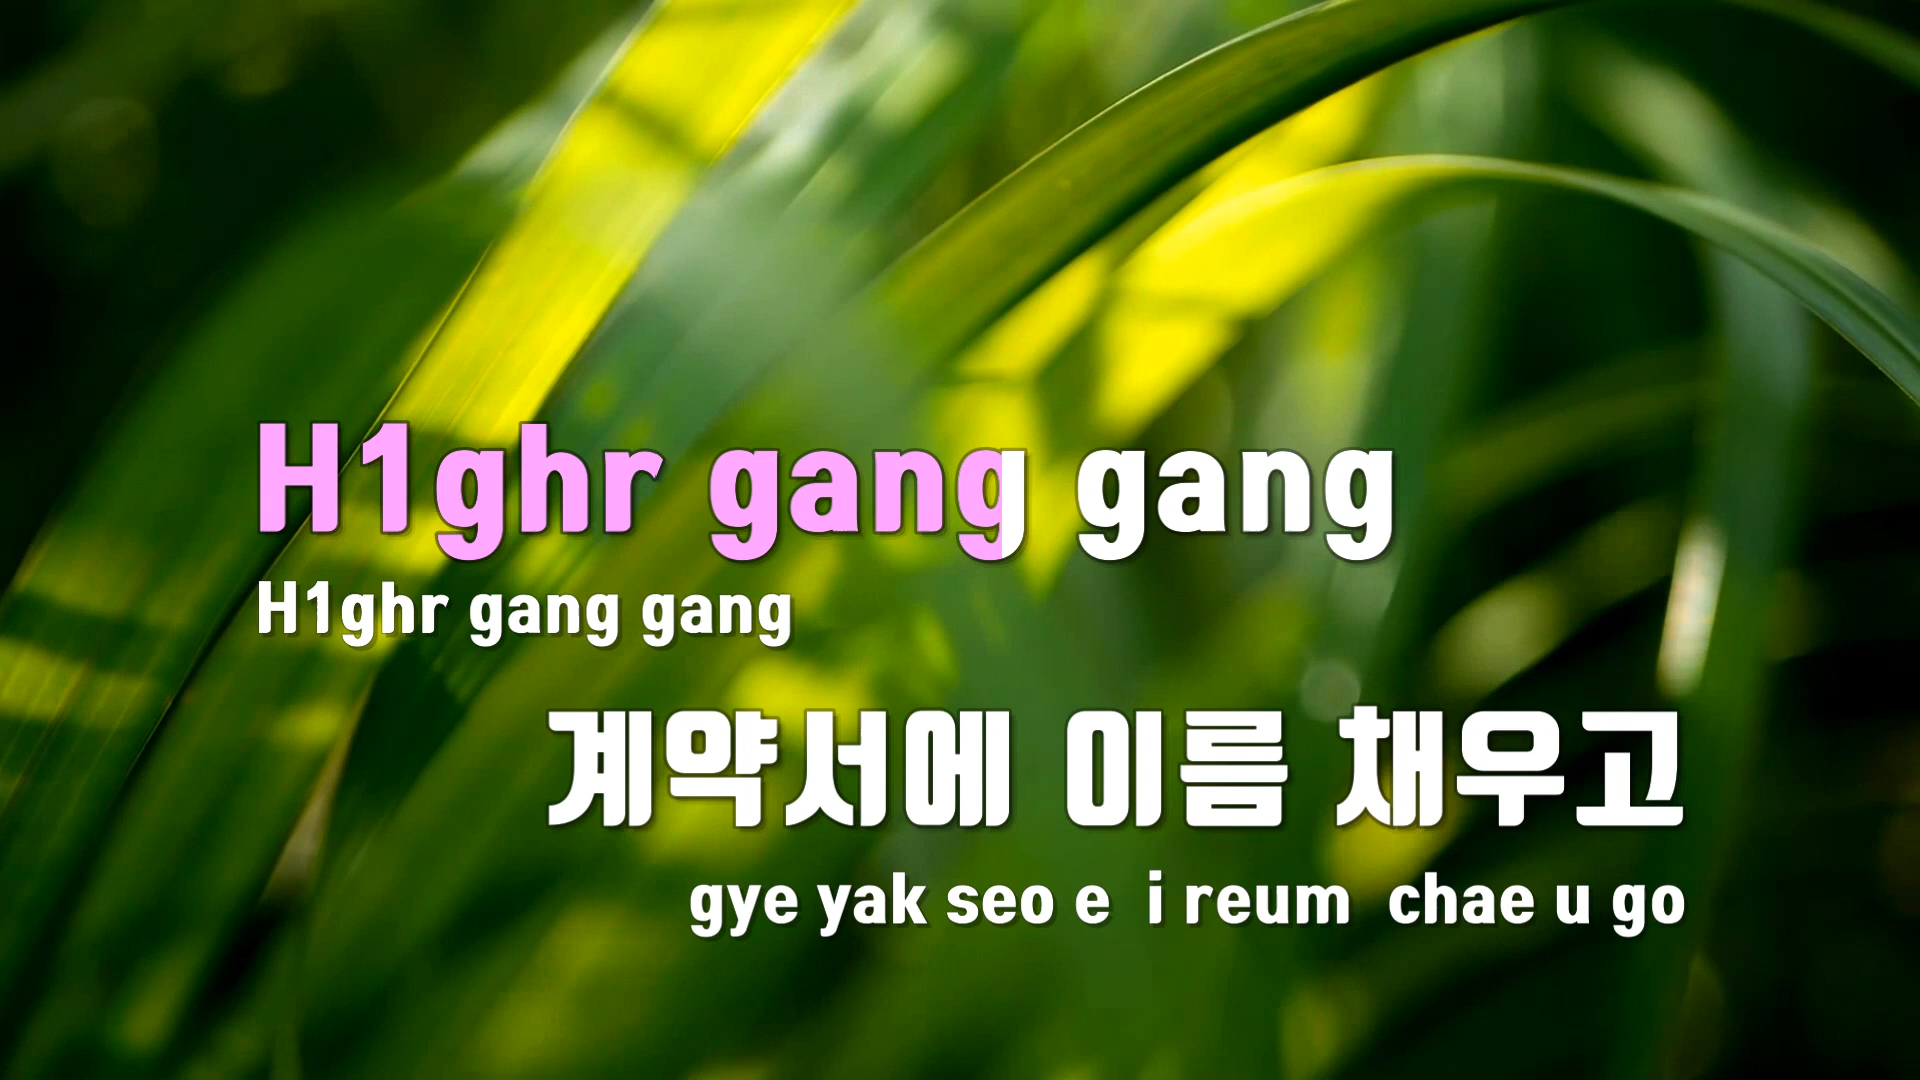 H1ghr gang gang
H1ghr gang gang
계약서에 이름 채우고
gye yak seo e i reum chae u go